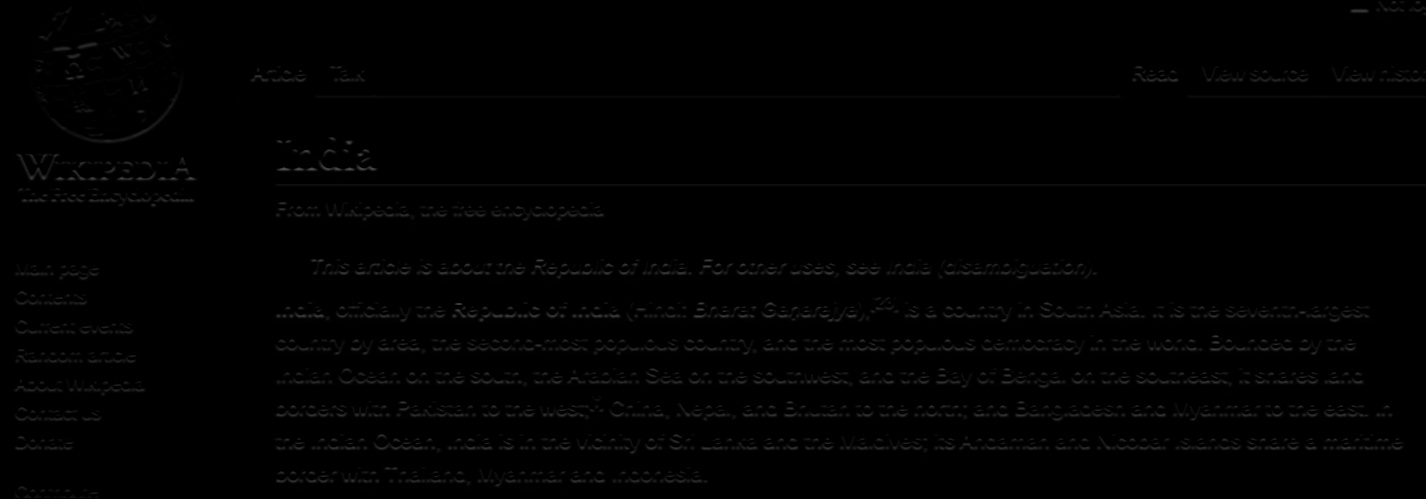 Not log
Article Talk Read View source View histor
WIKIPEDIA
The Free Encyclopedia
India
From Wikipedia, the free encyclopedia
Main page
Contents
Current events
Random article
About Wikipedia
Contact us
Donate
Contribute
This article is about the Republic of India. For other uses, see India (disambiguation).
India, officially the Republic of India (Hindi: Bhārat Gaṇarājya),[23] is a country in South Asia. It is the seventh-largest
country by area, the second-most populous country, and the most populous democracy in the world. Bounded by the
Indian Ocean on the south, the Arabian Sea on the southwest, and the Bay of Bengal on the southeast, it shares land
borders with Pakistan to the west; China, Nepal, and Bhutan to the north; and Bangladesh and Myanmar to the east. In
the Indian Ocean, India is in the vicinity of Sri Lanka and the Maldives; its Andaman and Nicobar Islands share a maritime
border with Thailand, Myanmar and Indonesia.